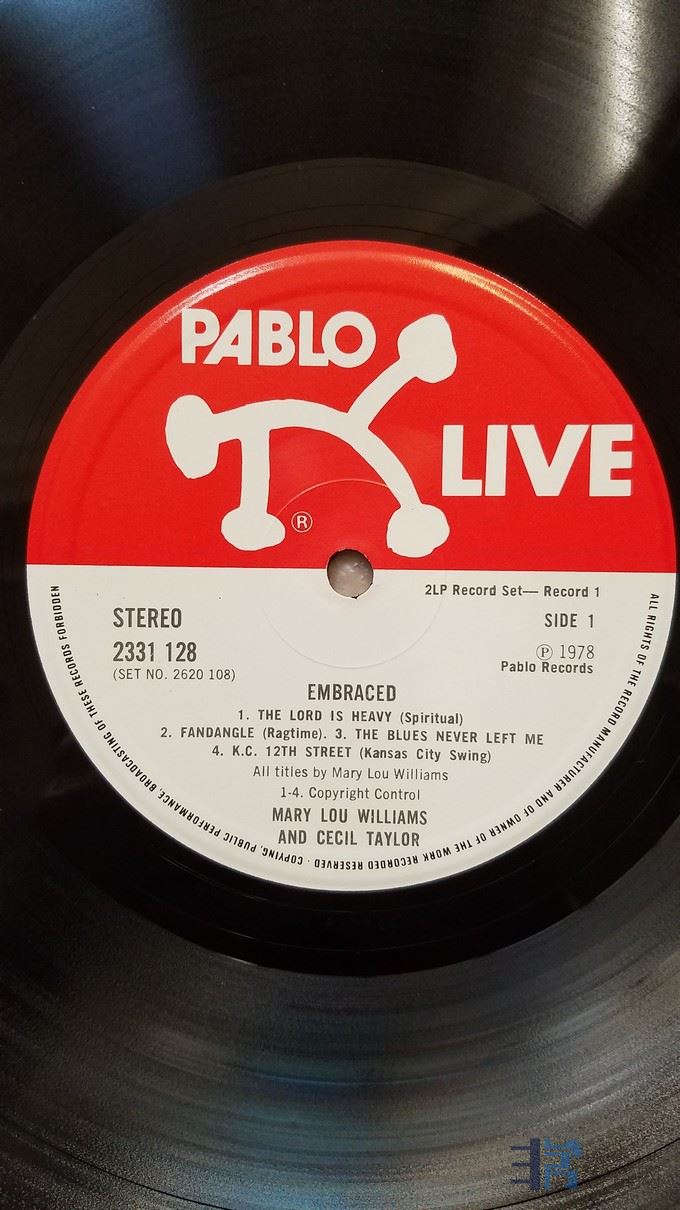 PABLO
LIVE
®
2LP Record Set— Record 1
STEREO
SIDE 1
2331 128
℗ 1978
(SET NO. 2620 108)
Pablo Records
EMBRACED
1. THE LORD IS HEAVY (Spiritual)
2. FANDANGLE (Ragtime). 3. THE BLUES NEVER LEFT ME
4. K.C. 12TH STREET (Kansas City Swing)
All titles by Mary Lou Williams
1-4. Copyright Control
MARY LOU WILLIAMS
AND CECIL TAYLOR
ALL RIGHTS OF THE RECORD MANUFACTURER AND OF OWNER OF THE WORK RECORDED RESERVED · COPYING, PUBLIC PERFORMANCE, BROADCASTING OF THESE RECORDS FORBIDDEN